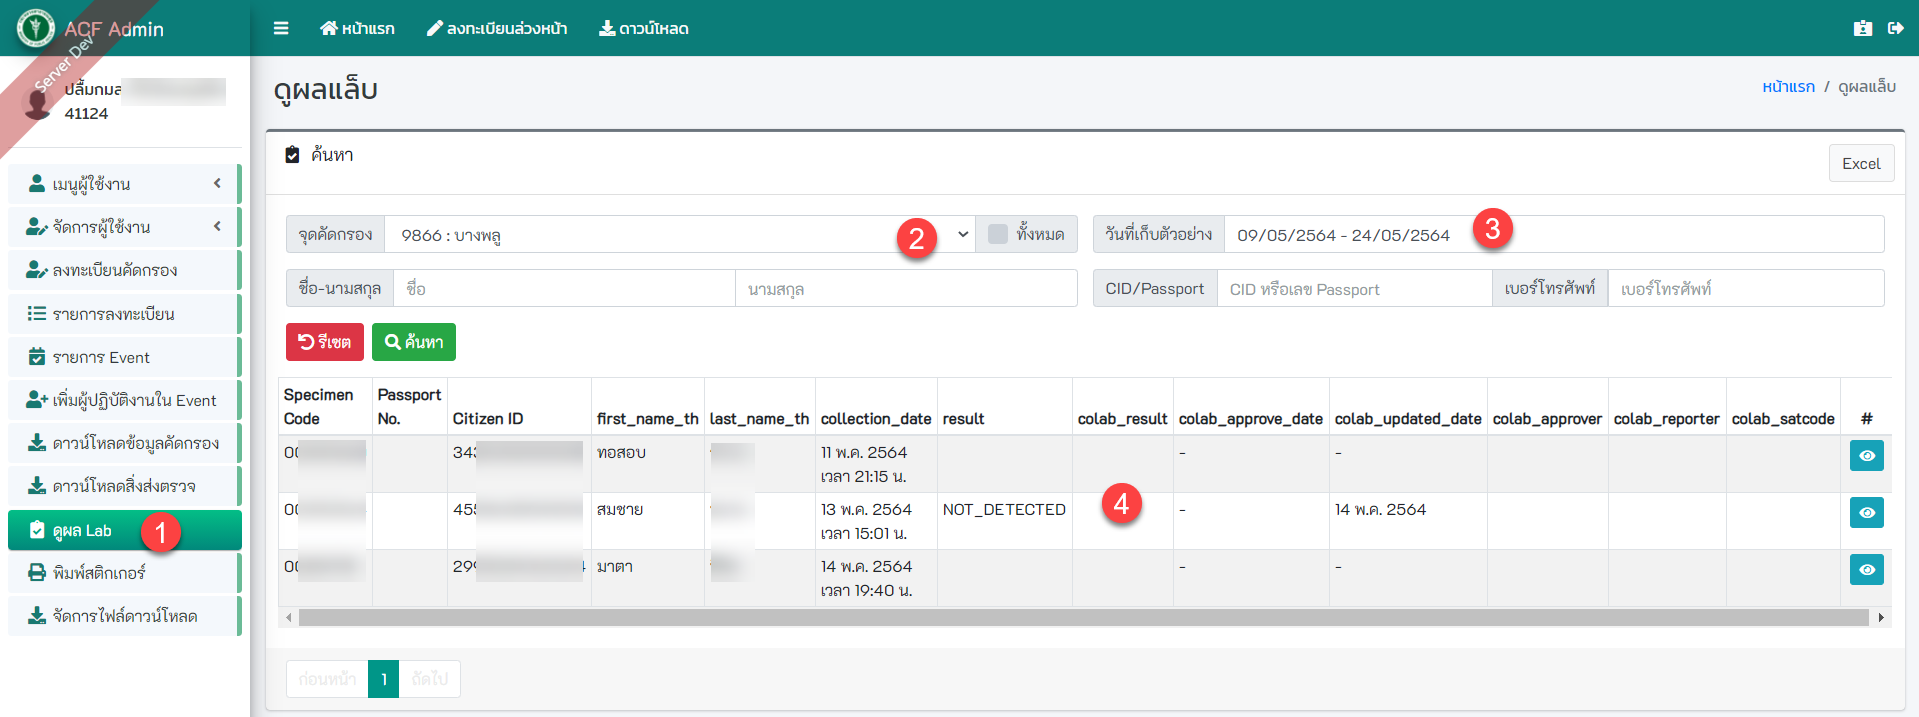 ACF Admin
หน้าแรก
ลงทะเบียนล่วงหน้า
ดาวน์โหลด
Server Dev
ปลื้มกมล
41124
เมนูผู้ใช้งาน
จัดการผู้ใช้งาน
ลงทะเบียนคัดกรอง
รายการลงทะเบียน
รายการ Event
เพิ่มผู้ปฏิบัติงานใน Event
ดาวน์โหลดข้อมูลคัดกรอง
ดาวน์โหลดสิ่งส่งตรวจ
ดูผล Lab 1
พิมพ์สติกเกอร์
จัดการไฟล์ดาวน์โหลด
ดูผลแล็บ
หน้าแรก / ดูผลแล็บ
ค้นหา
Excel
จุดคัดกรอง 9866 : บางพลู 2 ทั้งหมด
วันที่เก็บตัวอย่าง 09/05/2564 - 24/05/2564 3
ชื่อ-นามสกุล ชื่อ นามสกุล
CID/Passport CID หรือเลข Passport เบอร์โทรศัพท์ เบอร์โทรศัพท์
รีเซต ค้นหา
Specimen Code Passport No. Citizen ID first_name_th last_name_th collection_date result colab_result colab_approve_date colab_updated_date colab_approver colab_reporter colab_satcode #
00 343 ทอสอบ 11 พ.ค. 2564 - -
เวลา 21:15 น.
00 455 สมชาย 13 พ.ค. 2564 NOT_DETECTED 4 - 14 พ.ค. 2564
เวลา 15:01 น.
00 299 มาตา 14 พ.ค. 2564 - -
เวลา 19:40 น.
ก่อนหน้า 1 ถัดไป